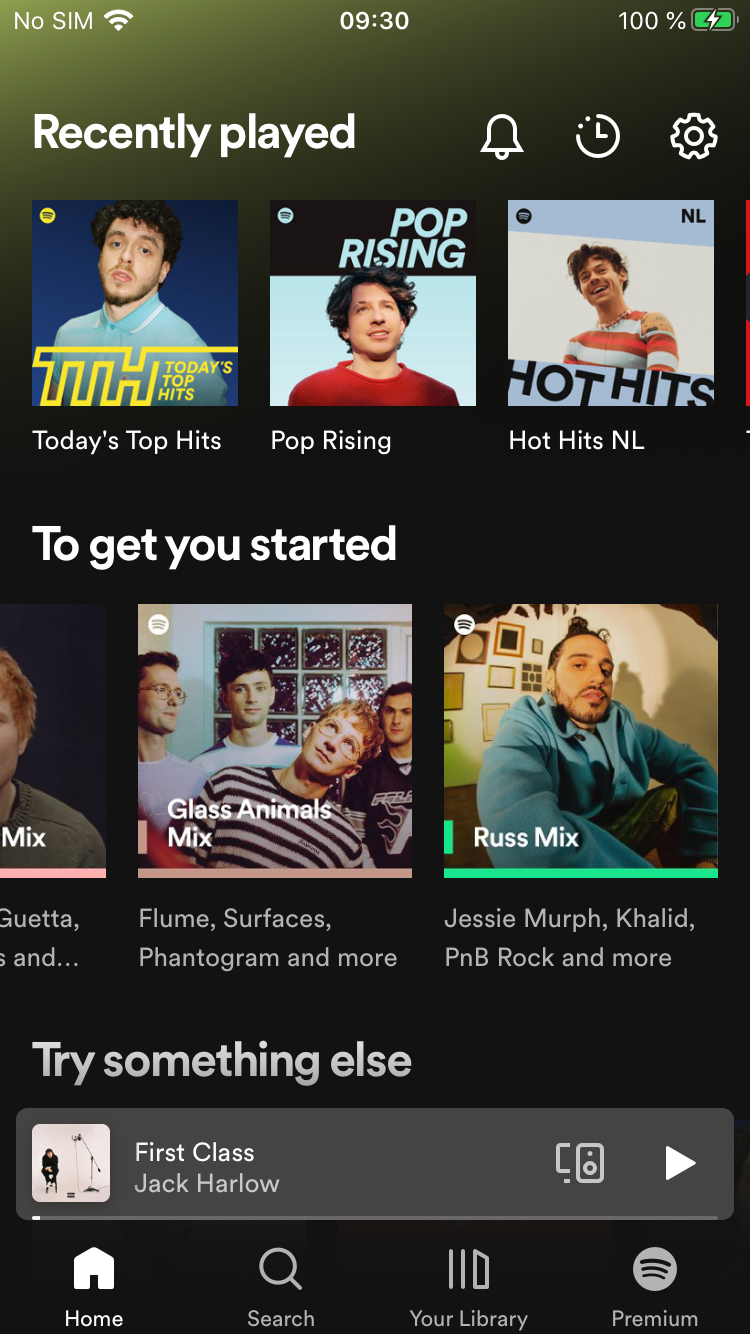 No SIM 09:30 100 %
Recently played
POP
RISING
NL
TTH TODAY'S
TOP
HITS
HOT HITS
Today's Top Hits Pop Rising Hot Hits NL
To get you started
Mix
Glass Animals
Mix
Russ Mix
Guetta, Flume, Surfaces, Jessie Murph, Khalid,
s and... Phantogram and more PnB Rock and more
Try something else
First Class
Jack Harlow
Home Search Your Library Premium